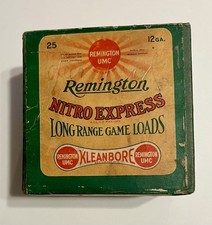 25
12 GA.
REMINGTON
UMC
Remington,
NITRO EXPRESS
LONG RANGE GAME LOADS
REMINGTON
UMC
KLEANBORE
REMINGTON
UMC